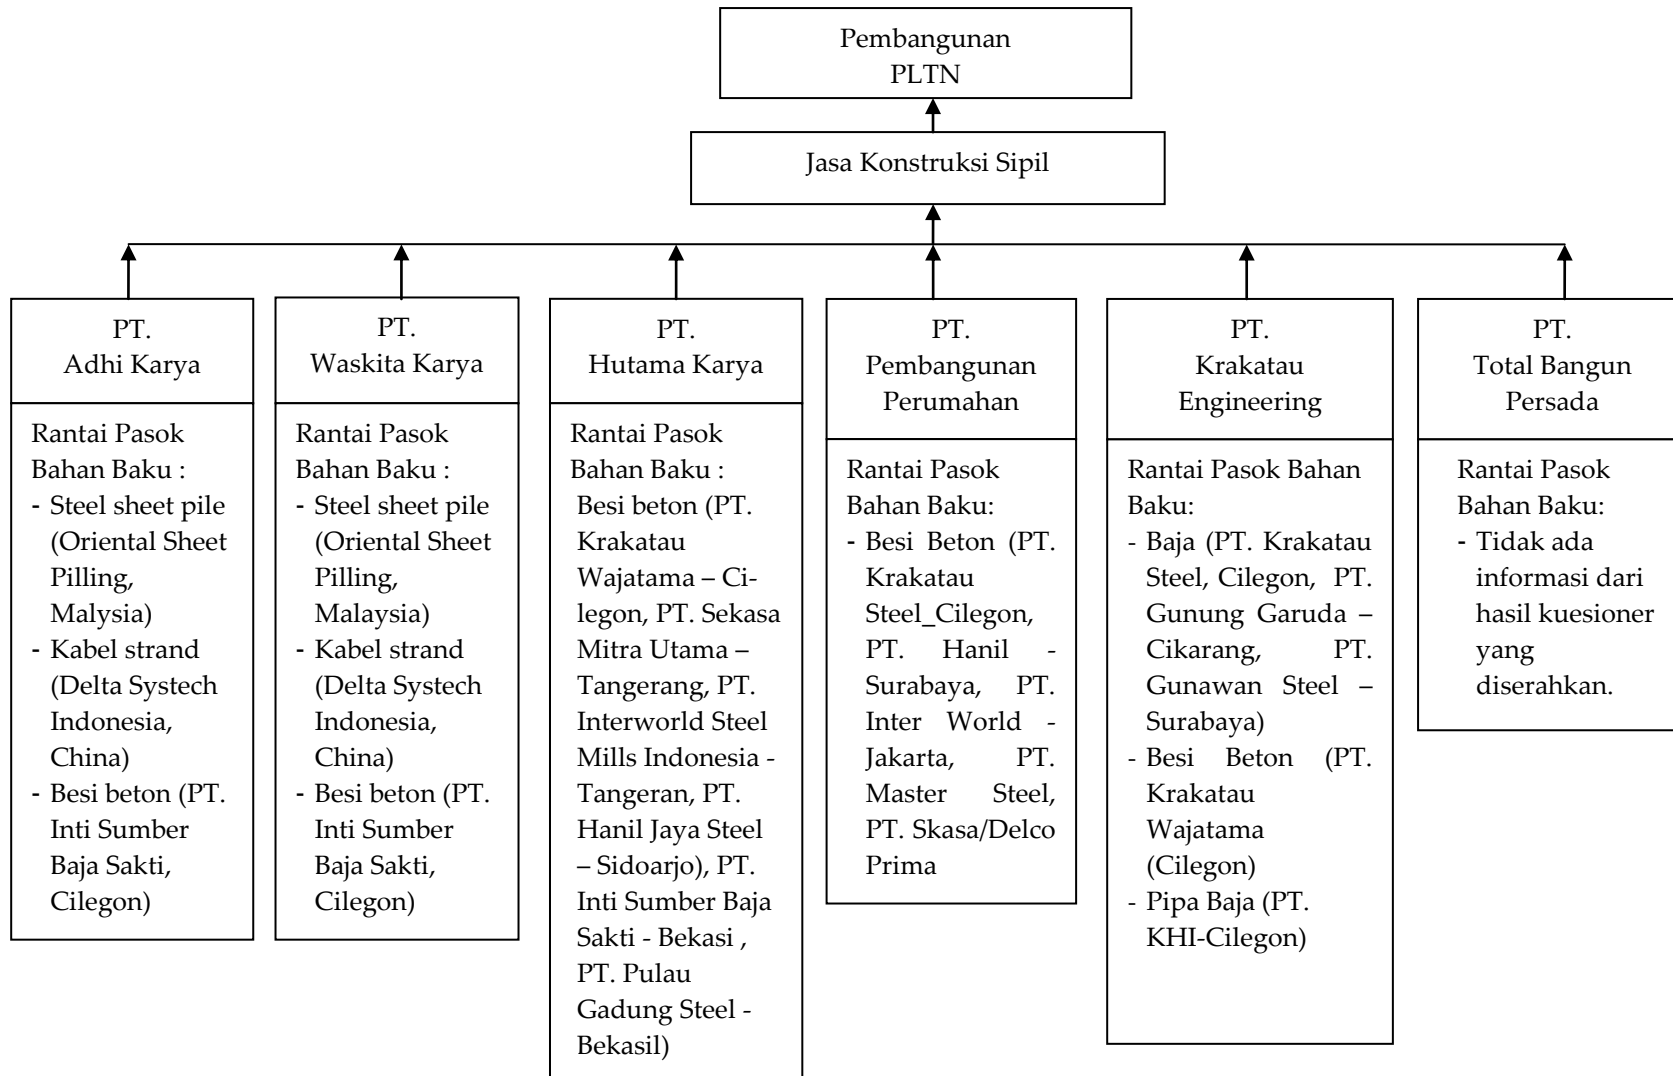 Pembangunan
PLTN
Jasa Konstruksi Sipil
PT.
Adhi Karya
Rantai Pasok
Bahan Baku :
- Steel sheet pile
(Oriental Sheet
Pilling,
Malysia)
- Kabel strand
(Delta Systech
Indonesia,
China)
- Besi beton (PT.
Inti Sumber
Baja Sakti,
Cilegon)
PT.
Waskita Karya
Rantai Pasok
Bahan Baku :
- Steel sheet pile
(Oriental Sheet
Pilling,
Malaysia)
- Kabel strand
(Delta Systech
Indonesia,
China)
- Besi beton (PT.
Inti Sumber
Baja Sakti,
Cilegon)
PT.
Hutama Karya
Rantai Pasok
Bahan Baku :
Besi beton (PT.
Krakatau
Wajatama – Ci-
legon, PT. Sekasa
Mitra Utama –
Tangerang, PT.
Interworld Steel
Mills Indonesia -
Tangeran, PT.
Hanil Jaya Steel
– Sidoarjo), PT.
Inti Sumber Baja
Sakti - Bekasi ,
PT. Pulau
Gadung Steel -
Bekasil)
PT.
Pembangunan
Perumahan
Rantai Pasok
Bahan Baku:
- Besi Beton (PT.
Krakatau
Steel_Cilegon,
PT. Hanil -
Surabaya, PT.
Inter World -
Jakarta, PT.
Master Steel,
PT. Skasa/Delco
Prima
PT.
Krakatau
Engineering
Rantai Pasok Bahan
Baku:
- Baja (PT. Krakatau
Steel, Cilegon, PT.
Gunung Garuda –
Cikarang, PT.
Gunawan Steel –
Surabaya)
- Besi Beton (PT.
Krakatau
Wajatama
(Cilegon)
- Pipa Baja (PT.
KHI-Cilegon)
PT.
Total Bangun
Persada
Rantai Pasok
Bahan Baku:
- Tidak ada
informasi dari
hasil kuesioner
yang
diserahkan.